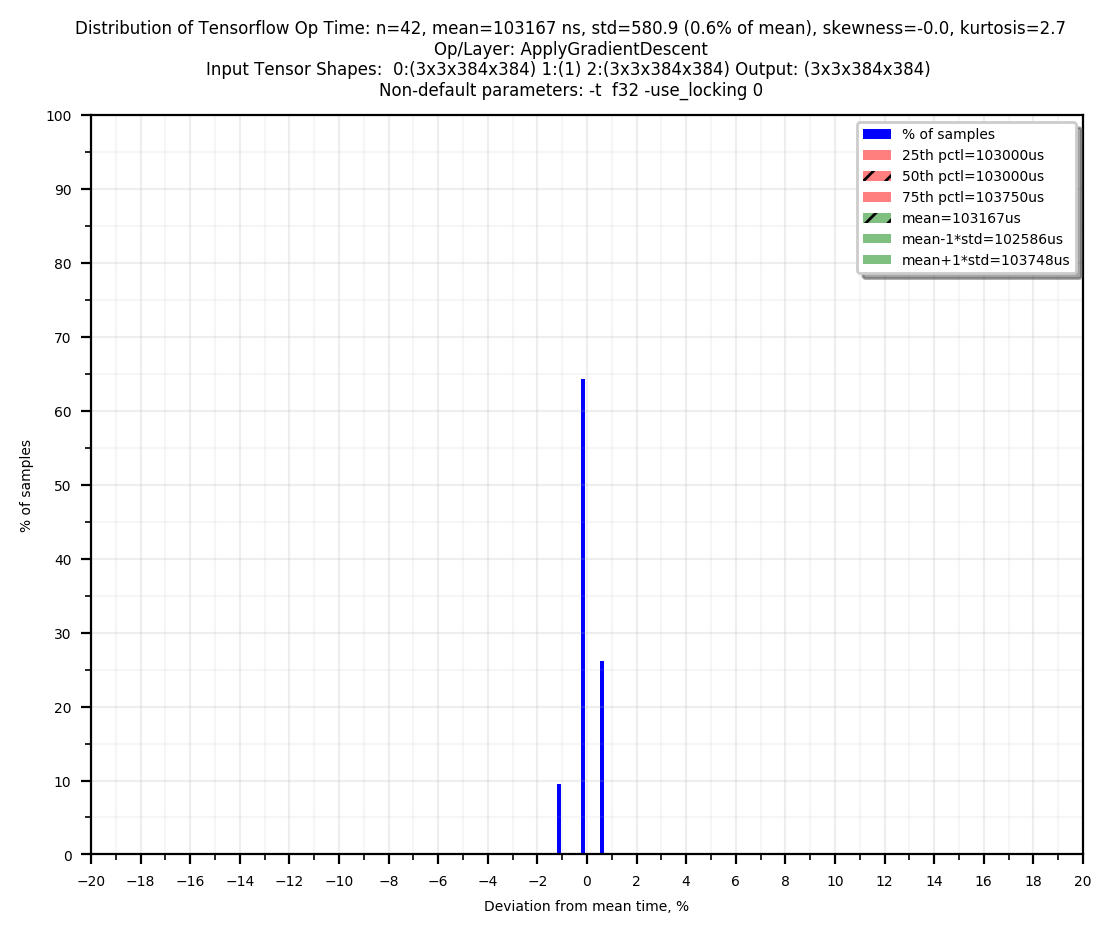 Distribution of Tensorflow Op Time: n=42, mean=103167 ns, std=580.9 (0.6% of mean), skewness=-0.0, kurtosis=2.7
Op/Layer: ApplyGradientDescent
Input Tensor Shapes:  0:(3x3x384x384) 1:(1) 2:(3x3x384x384) Output: (3x3x384x384)
Non-default parameters: -t  f32 -use_locking 0
% of samples
25th pctl=103000us
50th pctl=103000us
75th pctl=103750us
mean=103167us
mean-1*std=102586us
mean+1*std=103748us
100
90
80
70
60
50
40
30
20
10
0
% of samples
−20 −18 −16 −14 −12 −10 −8 −6 −4 −2 0 2 4 6 8 10 12 14 16 18 20
Deviation from mean time, %